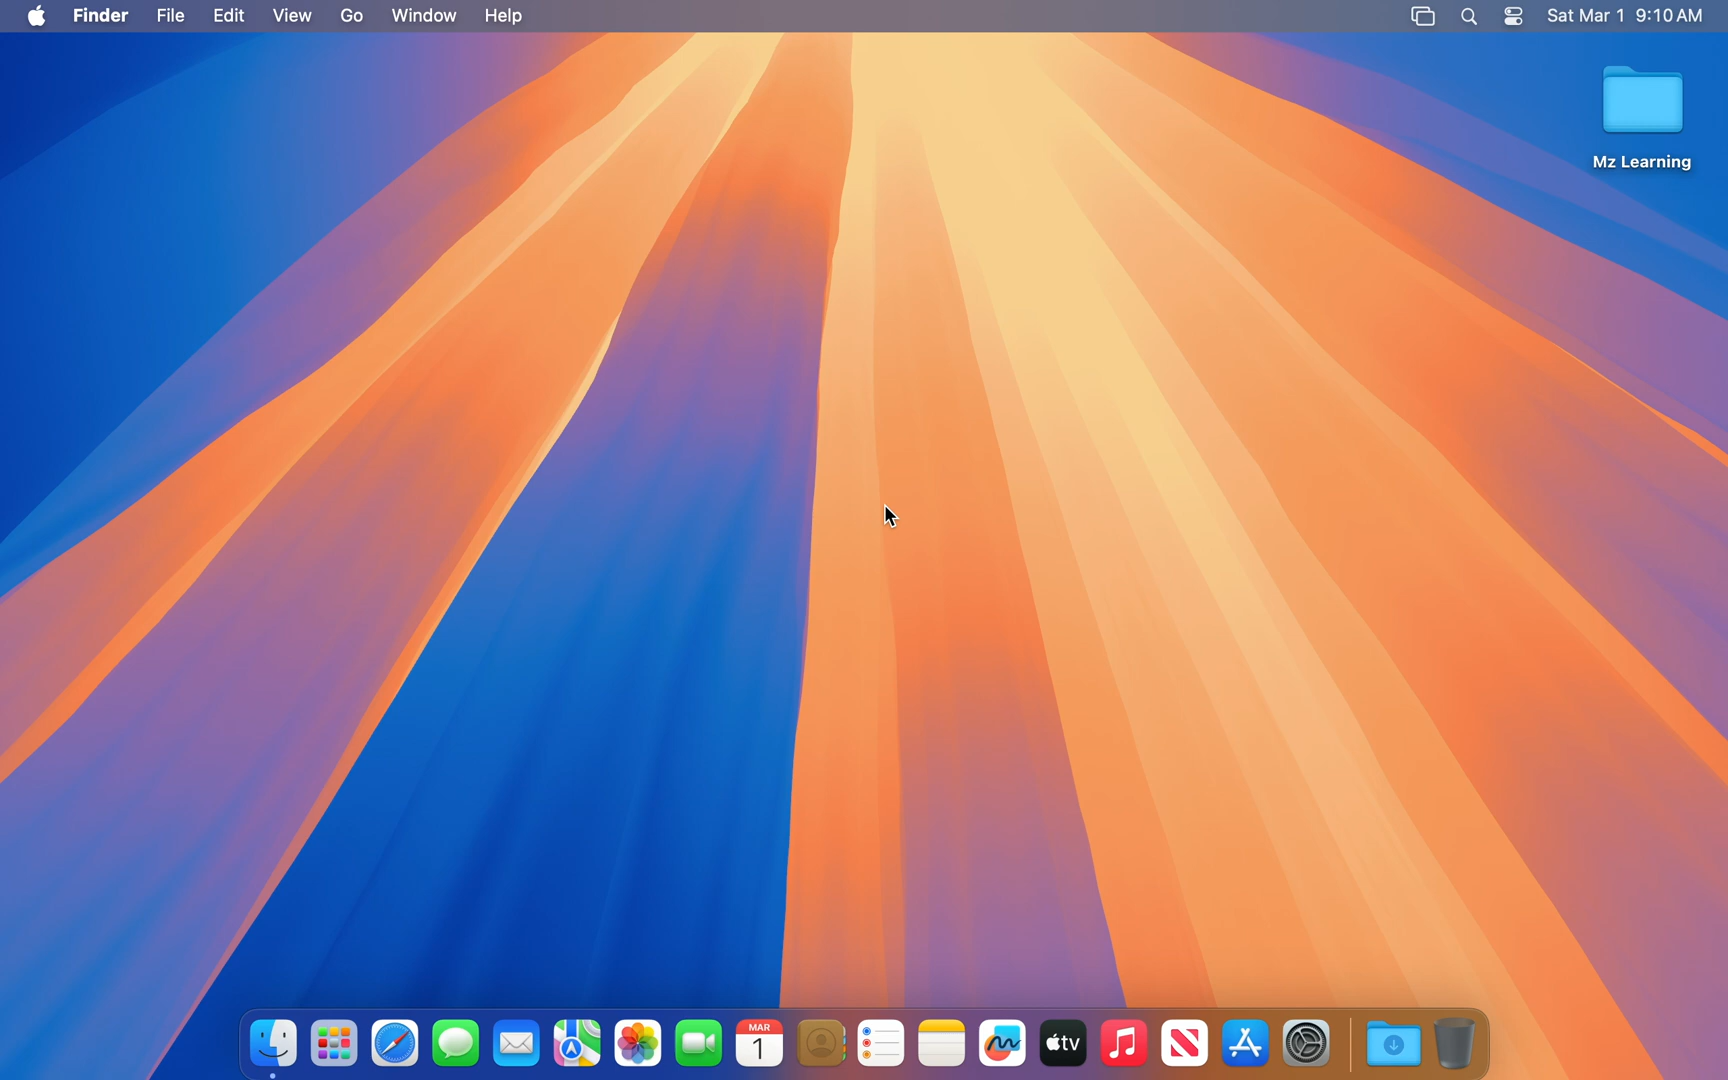 Finder File Edit View Go Window Help Sat Mar 1 9:10 AM
Mz Learning
MAR
1
tv